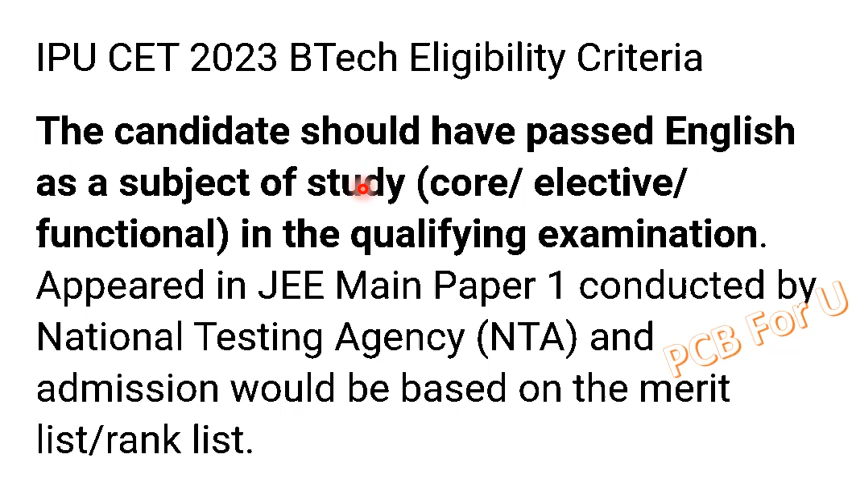 IPU CET 2023 BTech Eligibility Criteria
The candidate should have passed English
as a subject of study (core/ elective/
functional) in the qualifying examination.
Appeared in JEE Main Paper 1 conducted by
National Testing Agency (NTA) and
PCB For U
admission would be based on the merit
list/rank list.